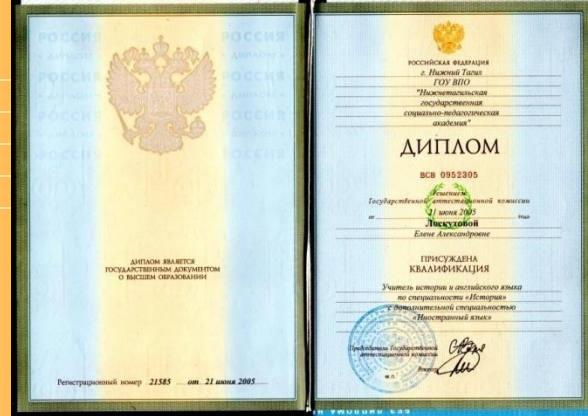 РОССИЯ
РОССИЯ
ДИПЛОМ ЯВЛЯЕТСЯ
ГОСУДАРСТВЕННЫМ ДОКУМЕНТОМ
О ВЫСШЕМ ОБРАЗОВАНИИ
Регистрационный номер 21585 от 21 июня 2005
РОССИЙСКАЯ ФЕДЕРАЦИЯ
г. Нижний Тагил
ГОУ ВПО
"Нижнетагильская
государственная
социально-педагогическая
академия"
ДИПЛОМ
ВСВ 0952305
Решением
Государственной аттестационной комиссии
от 21 июня 2005 года
Лоскутовой
Елене Александровне
ПРИСУЖДЕНА
КВАЛИФИКАЦИЯ
Учитель истории и английского языка
по специальности «История»
с дополнительной специальностью
«Иностранный язык»
Председатель Государственной
аттестационной комиссии
Ректор
м.п.